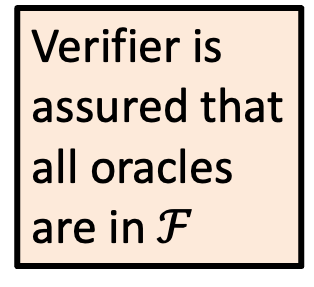 Verifier is
assured that
all oracles
are in ℱ